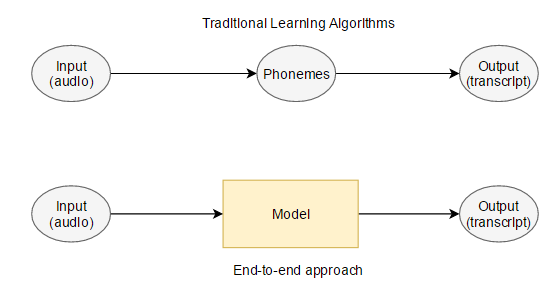 Traditional Learning Algorithms
Input
(audio)
Phonemes
Output
(transcript)
Input
(audio)
Model
Output
(transcript)
End-to-end approach